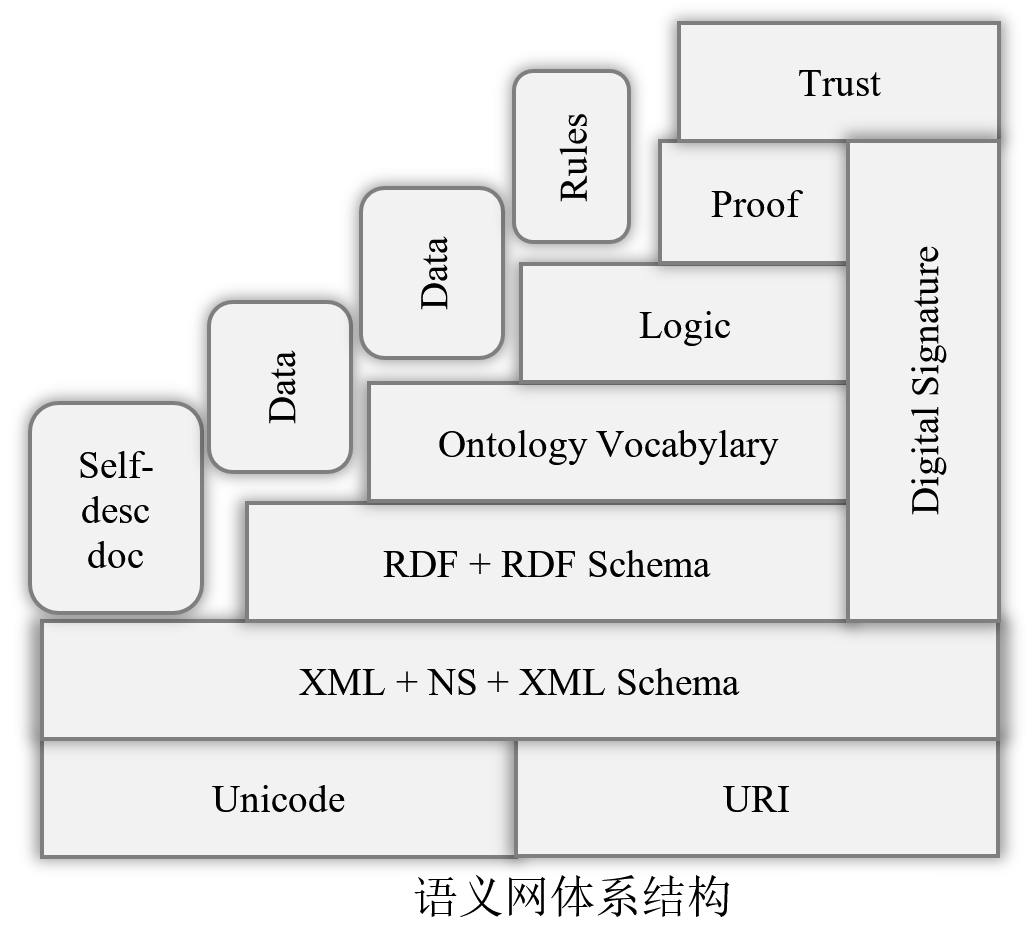 Trust
Rules
Proof
Data
Digital Signature
Logic
Data
Ontology Vocabylary
Self-
desc
doc
RDF + RDF Schema
XML + NS + XML Schema
Unicode
URI
语义网体系结构